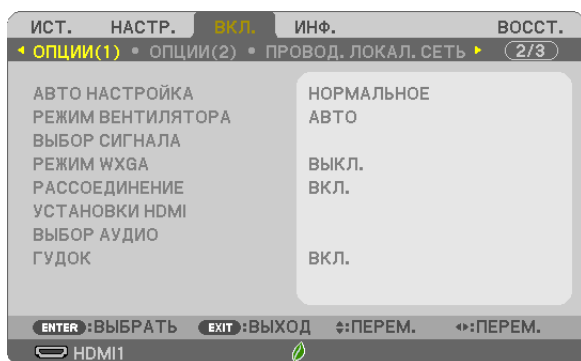 ИСТ. НАСТР. ВКЛ. ИНФ. ВОССТ.
ОПЦИИ(1) • ОПЦИИ(2) • ПРОВОД. ЛОКАЛ. СЕТЬ 2/3
АВТО НАСТРОЙКА НОРМАЛЬНОЕ
РЕЖИМ ВЕНТИЛЯТОРА АВТО
ВЫБОР СИГНАЛА
РЕЖИМ WXGA ВЫКЛ.
РАССОЕДИНЕНИЕ ВКЛ.
УСТАНОВКИ HDMI
ВЫБОР АУДИО
ГУДОК ВКЛ.
ENTER :ВЫБРАТЬ EXIT :ВЫХОД :ПЕРЕМ. :ПЕРЕМ.
HDMI1